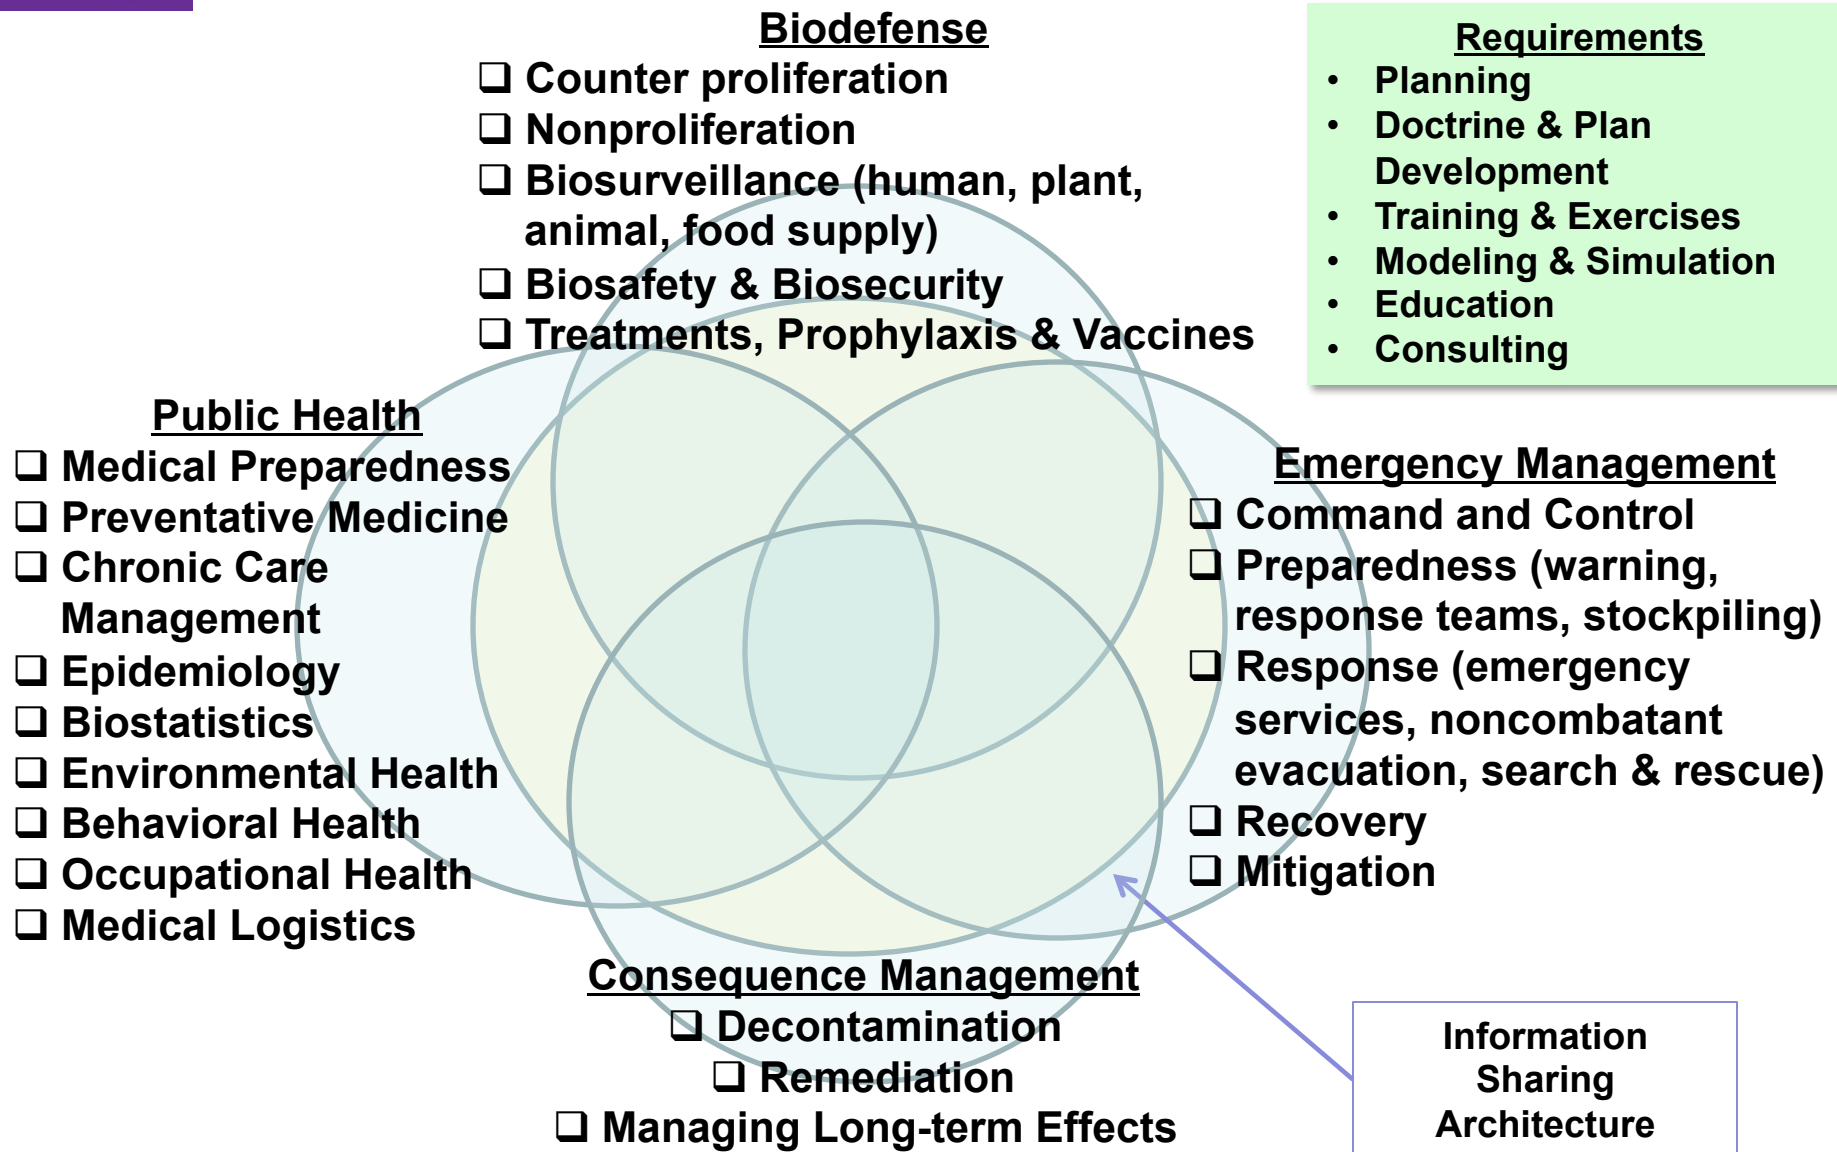 Biodefense
❑ Counter proliferation
❑ Nonproliferation
❑ Biosurveillance (human, plant,
animal, food supply)
❑ Biosafety & Biosecurity
❑ Treatments, Prophylaxis & Vaccines
Requirements
• Planning
• Doctrine & Plan
Development
• Training & Exercises
• Modeling & Simulation
• Education
• Consulting
Public Health
❑ Medical Preparedness
❑ Preventative Medicine
❑ Chronic Care
Management
❑ Epidemiology
❑ Biostatistics
❑ Environmental Health
❑ Behavioral Health
❑ Occupational Health
❑ Medical Logistics
Emergency Management
❑ Command and Control
❑ Preparedness (warning,
response teams, stockpiling)
❑ Response (emergency
services, noncombatant
evacuation, search & rescue)
❑ Recovery
❑ Mitigation
Consequence Management
❑ Decontamination
❑ Remediation
❑ Managing Long-term Effects
Information
Sharing
Architecture